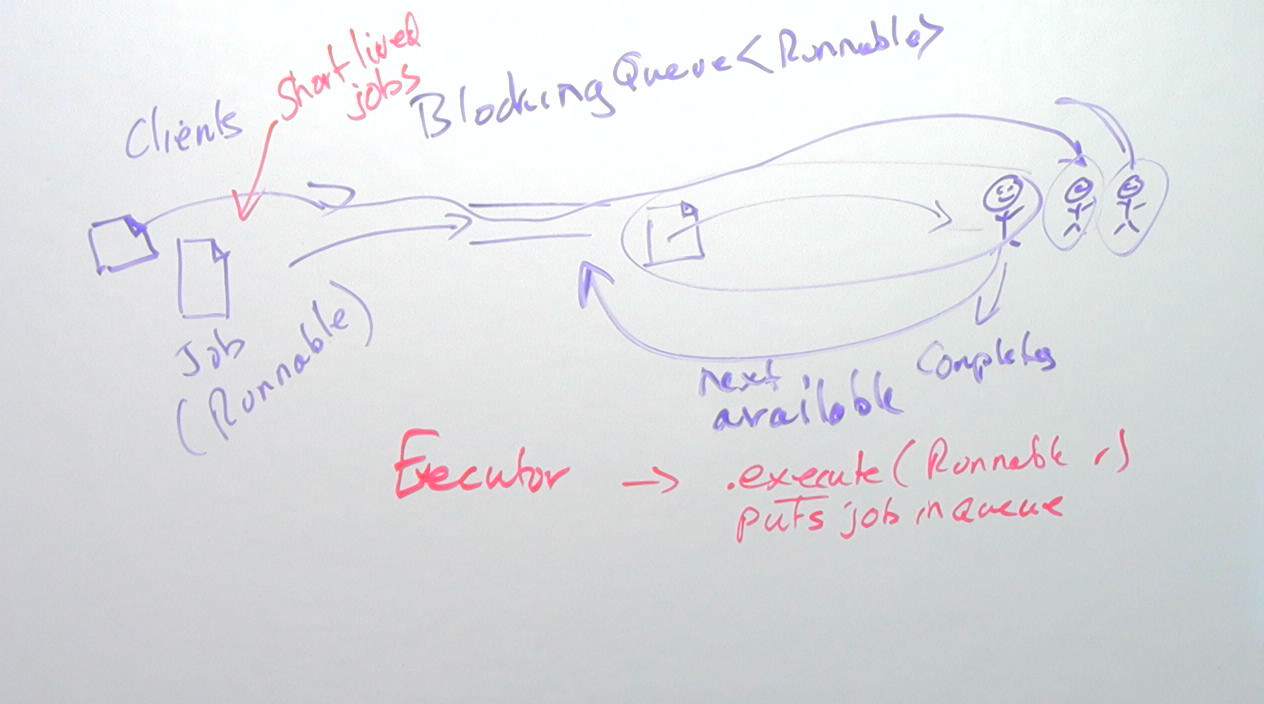 Short lived
jobs
BlockingQueue<Runnable>
Clients
Job
(Runnable)
next
available
Completes
Executor → .execute(Runnable r)
puts job in queue